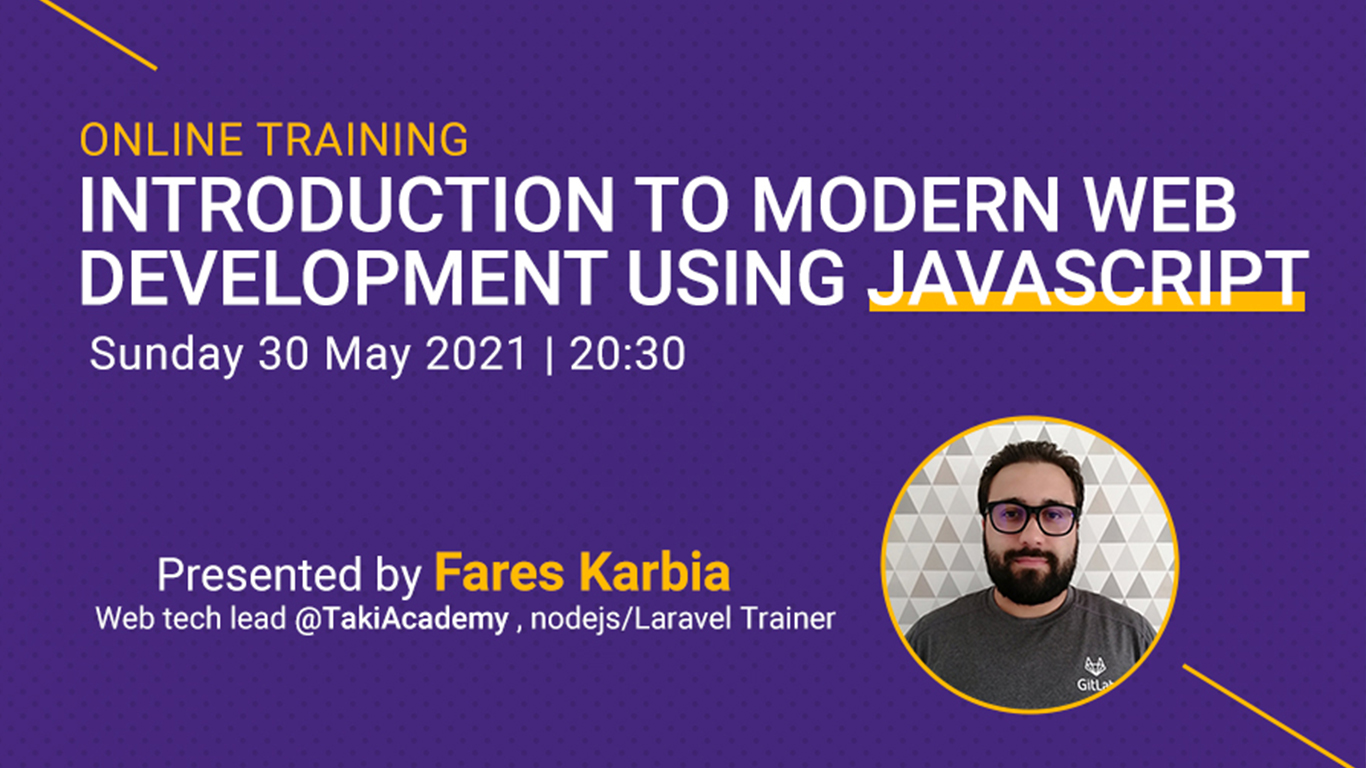 ONLINE TRAINING
INTRODUCTION TO MODERN WEB
DEVELOPMENT USING JAVASCRIPT
Sunday 30 May 2021 | 20:30
Presented by Fares Karbia
Web tech lead @TakiAcademy , nodejs/Laravel Trainer
GitLab